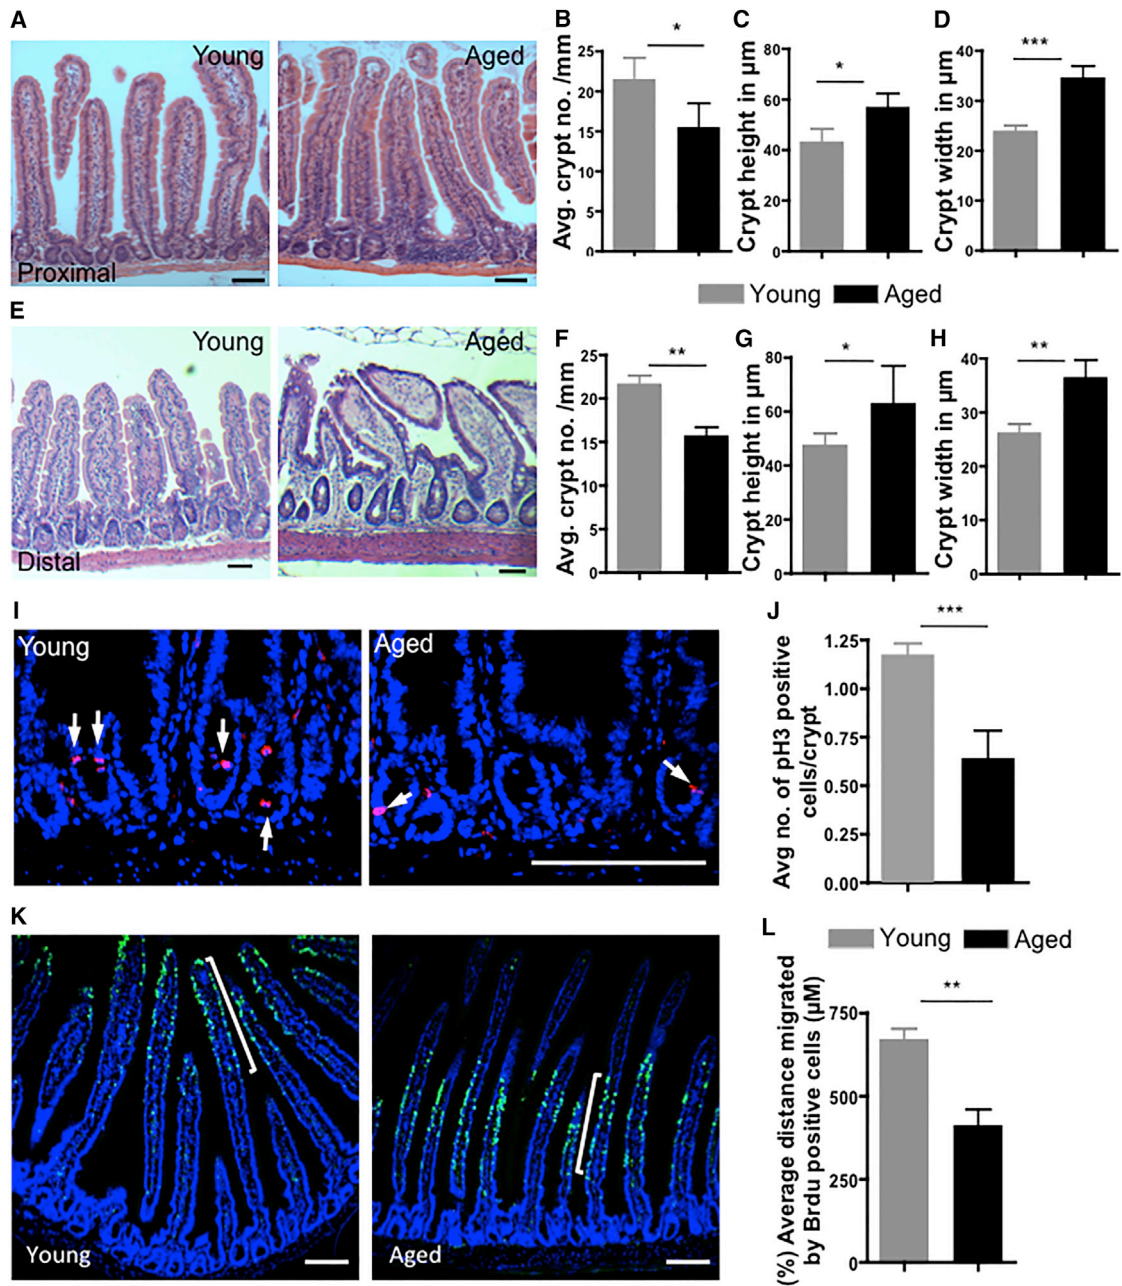 A
Young
Aged
Proximal
B
Avg. crypt no. /mm
25
20
15
10
5
0
*
C
Crypt height in µm
80
60
40
20
0
*
D
Crypt width in µm
40
30
20
10
0
***
Young
Aged
E
Young
Aged
Distal
F
Avg. crypt no. /mm
25
20
15
10
5
0
**
G
Crypt height in µm
80
60
40
20
0
*
H
Crypt width in µm
40
30
20
10
0
**
I
Young
Aged
J
Avg no. of pH3 positive
cells/crypt
1.25
1.00
0.75
0.50
0.25
0.00
***
K
Young
Aged
L
Young
Aged
(%) Average distance migrated
by Brdu positive cells (µM)
750
500
250
0
**